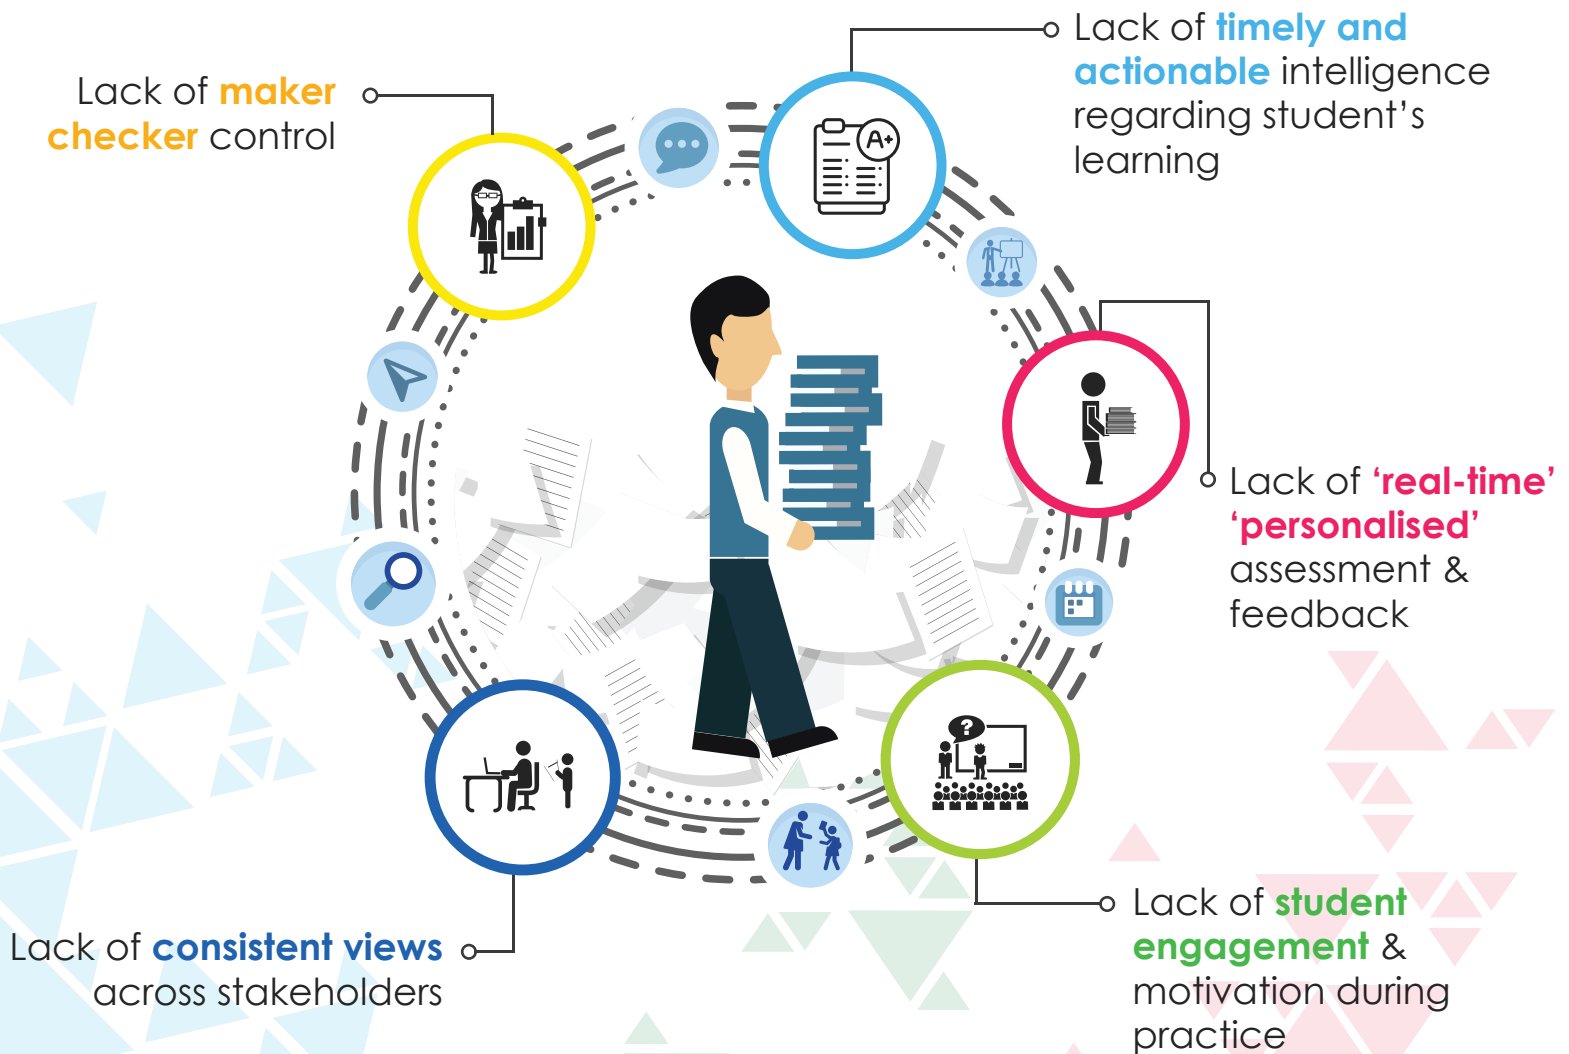 Lack of maker
checker control
Lack of timely and
actionable intelligence
regarding student’s
learning
A+
Lack of ‘real-time’
‘personalised’
assessment &
feedback
?
Lack of consistent views
across stakeholders
Lack of student
engagement &
motivation during
practice